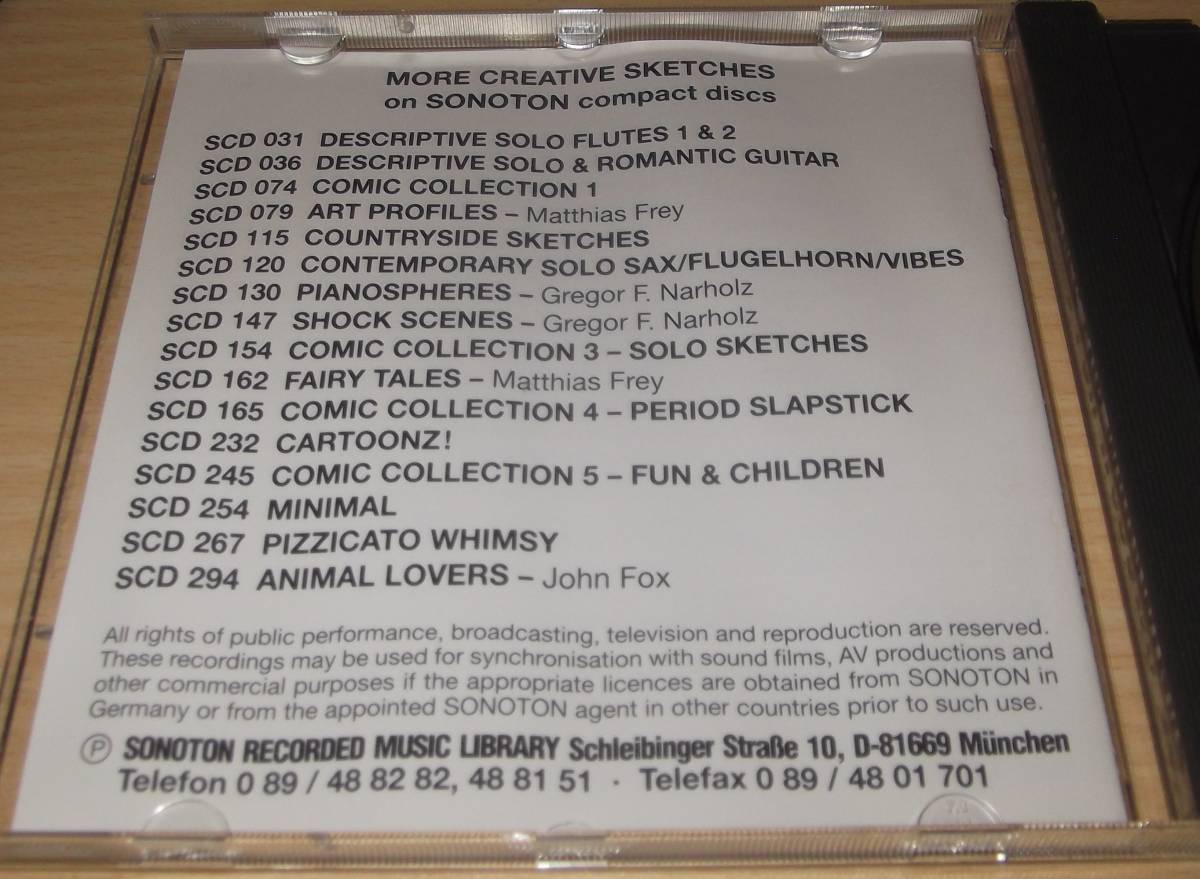 MORE CREATIVE SKETCHES
on SONOTON compact discs
SCD 031 DESCRIPTIVE SOLO FLUTES 1 & 2
SCD 036 DESCRIPTIVE SOLO & ROMANTIC GUITAR
SCD 074 COMIC COLLECTION 1
SCD 079 ART PROFILES – Matthias Frey
SCD 115 COUNTRYSIDE SKETCHES
SCD 120 CONTEMPORARY SOLO SAX/FLUGELHORN/VIBES
SCD 130 PIANOSPHERES – Gregor F. Narholz
SCD 147 SHOCK SCENES – Gregor F. Narholz
SCD 154 COMIC COLLECTION 3 – SOLO SKETCHES
SCD 162 FAIRY TALES – Matthias Frey
SCD 165 COMIC COLLECTION 4 – PERIOD SLAPSTICK
SCD 232 CARTOONZ!
SCD 245 COMIC COLLECTION 5 – FUN & CHILDREN
SCD 254 MINIMAL
SCD 267 PIZZICATO WHIMSY
SCD 294 ANIMAL LOVERS – John Fox
All rights of public performance, broadcasting, television and reproduction are reserved.
These recordings may be used for synchronisation with sound films, AV productions and
other commercial purposes if the appropriate licences are obtained from SONOTON in
Germany or from the appointed SONOTON agent in other countries prior to such use.
Ⓟ SONOTON RECORDED MUSIC LIBRARY Schleibinger Straße 10, D-81669 München
Telefon 0 89 / 48 82 82, 48 81 51 · Telefax 0 89 / 48 01 701